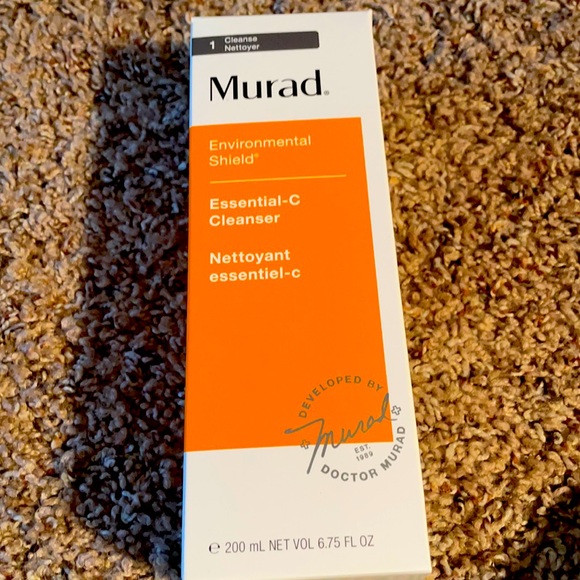 1 Cleanse
Nettoyer
Murad®
Environmental
Shield®
Essential-C
Cleanser
Nettoyant
essentiel-c
DEVELOPED BY
Murad
EST.
1989
DOCTOR MURAD
℮ 200 mL NET VOL 6.75 FL OZ